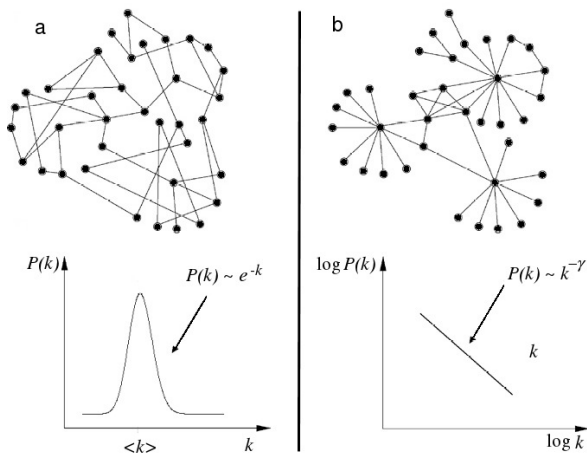 a
P(k)
P(k) ~ e^-k
<k>
k
b
log P(k)
P(k) ~ k^−γ
k
log k